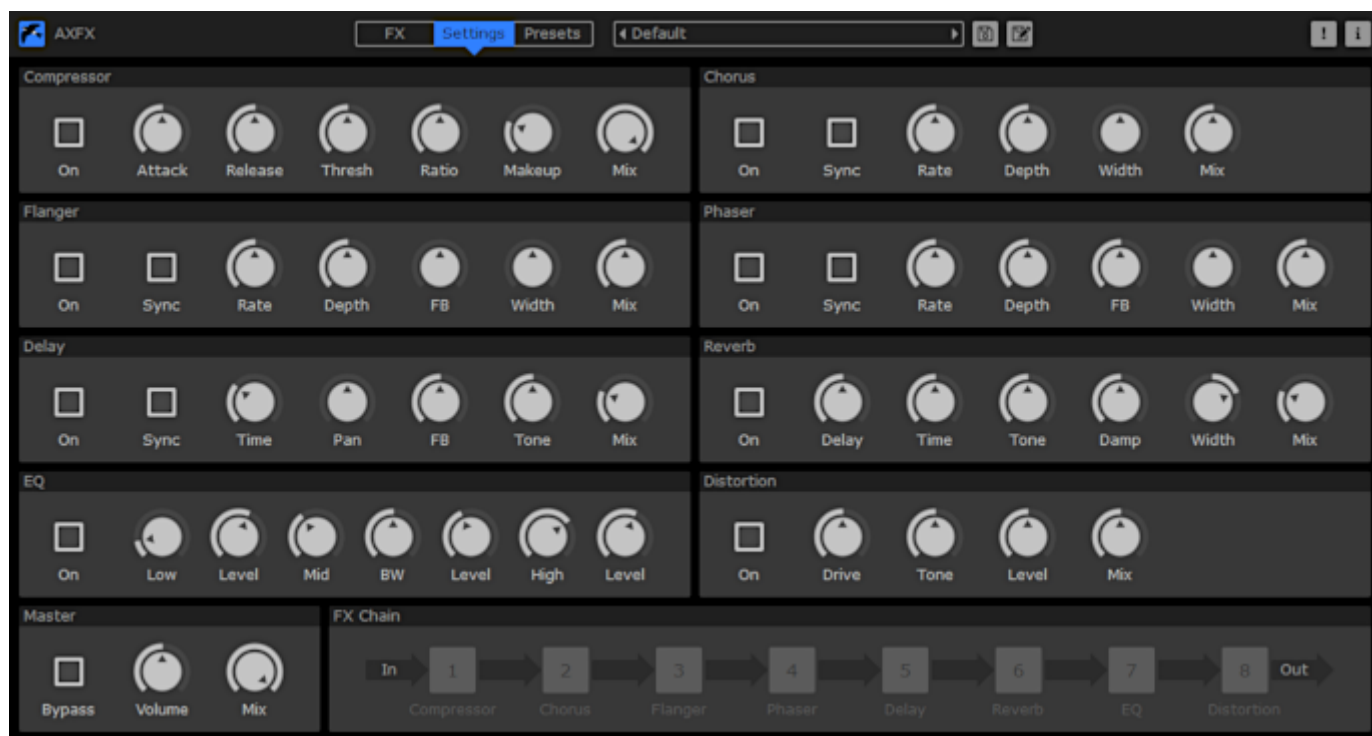 AXFX FX Settings Presets Default ! i
Compressor
On Attack Release Thresh Ratio Makeup Mix
Chorus
On Sync Rate Depth Width Mix
Flanger
On Sync Rate Depth FB Width Mix
Phaser
On Sync Rate Depth FB Width Mix
Delay
On Sync Time Pan FB Tone Mix
Reverb
On Delay Time Tone Damp Width Mix
EQ
On Low Level Mid BW Level High Level
Distortion
On Drive Tone Level Mix
Master
Bypass Volume Mix
FX Chain
In 1 2 3 4 5 6 7 8 Out
Compressor Chorus Flanger Phaser Delay Reverb EQ Distortion